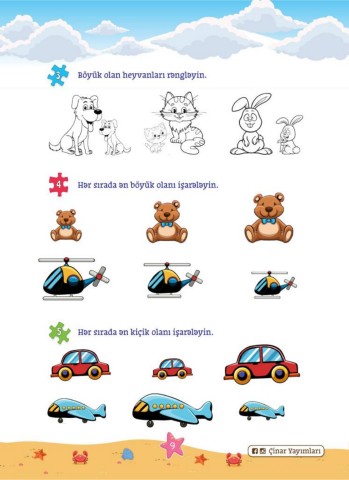 3
Böyük olan heyvanları rəngləyin.
4
Hər sırada ən böyük olanı işarələyin.
5
Hər sırada ən kiçik olanı işarələyin.
9
Çinar Yayımları